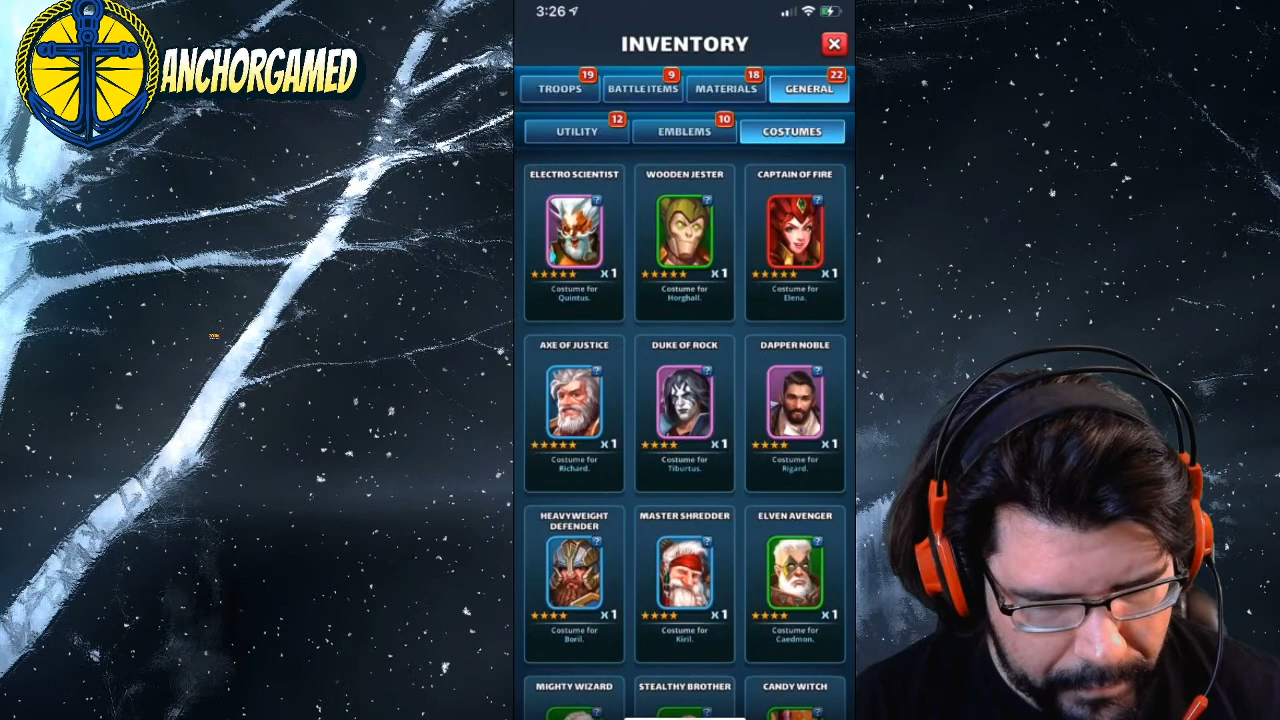 ANCHORGAMED
3:26
INVENTORY
19
9
18
22
TROOPS
BATTLE ITEMS
MATERIALS
GENERAL
12
10
UTILITY
EMBLEMS
COSTUMES
ELECTRO SCIENTIST
?
★★★★★ X1
Costume for
Quintus.
WOODEN JESTER
?
★★★★★ X1
Costume for
Horghall.
CAPTAIN OF FIRE
?
★★★★★ X1
Costume for
Elena.
AXE OF JUSTICE
?
★★★★★ X1
Costume for
Richard.
DUKE OF ROCK
?
★★★★ X1
Costume for
Tiburtus.
DAPPER NOBLE
?
★★★★ X1
Costume for
Rigard.
HEAVYWEIGHT
DEFENDER
?
★★★★ X1
Costume for
Boril.
MASTER SHREDDER
?
★★★★ X1
Costume for
Kiril.
ELVEN AVENGER
?
★★★★ X1
Costume for
Caedmon.
MIGHTY WIZARD
?
STEALTHY BROTHER
?
CANDY WITCH
?